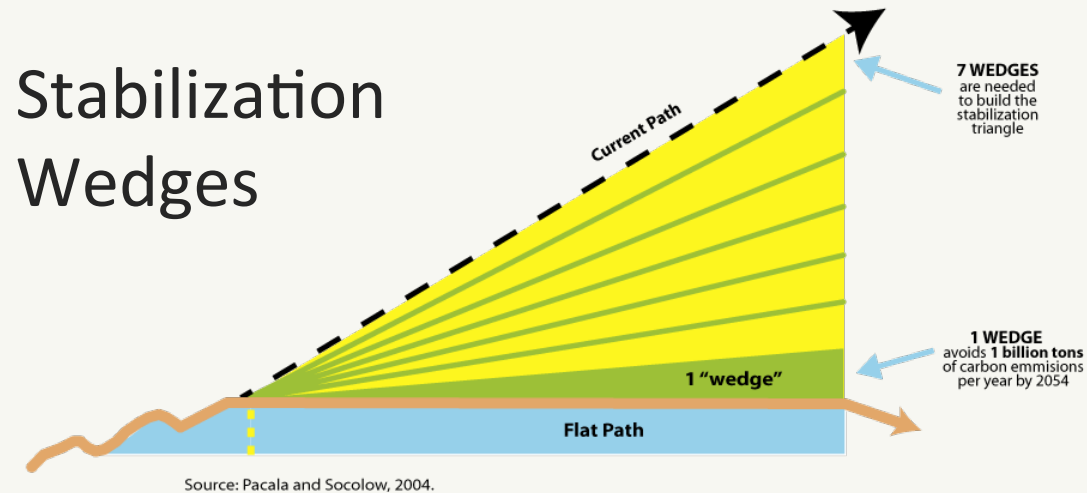 Stabilization
Wedges
Current Path
7 WEDGES
are needed
to build the
stabilization
triangle
1 WEDGE
avoids 1 billion tons
of carbon emmisions
per year by 2054
1 "wedge"
Flat Path
Source: Pacala and Socolow, 2004.